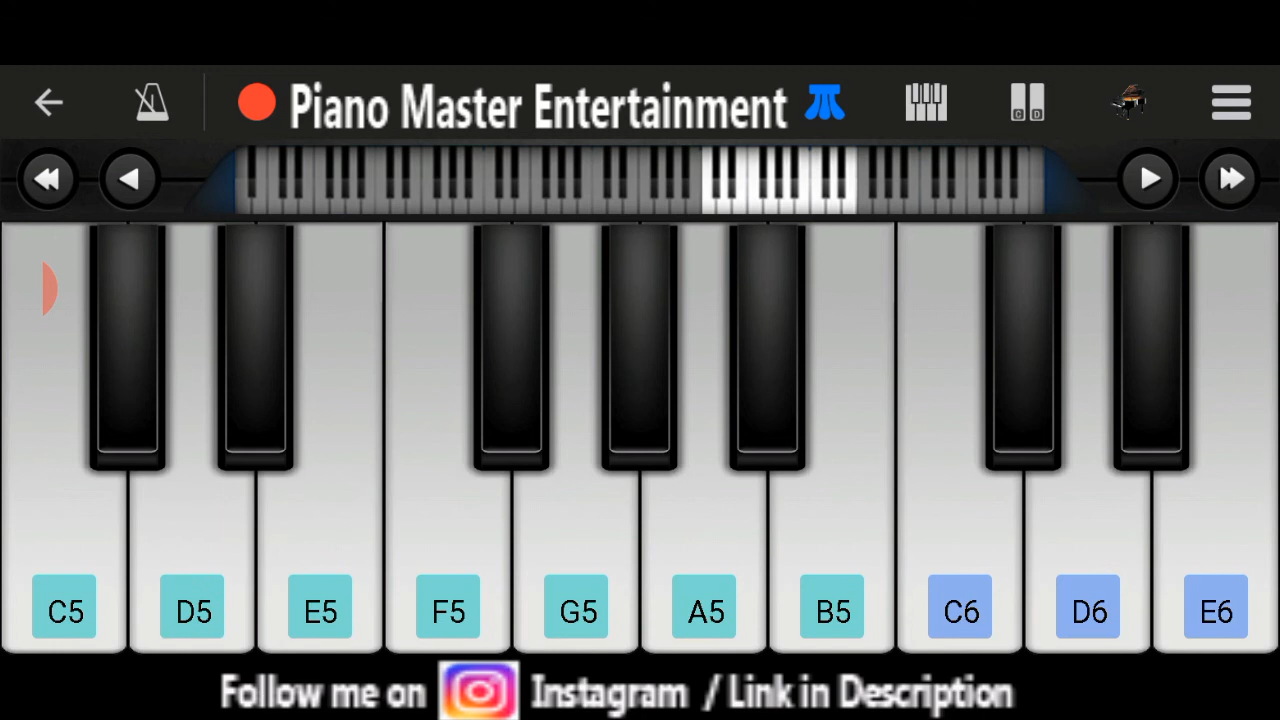 Piano Master Entertainment
C D
C5 D5 E5 F5 G5 A5 B5 C6 D6 E6
Follow me on Instagram / Link in Description